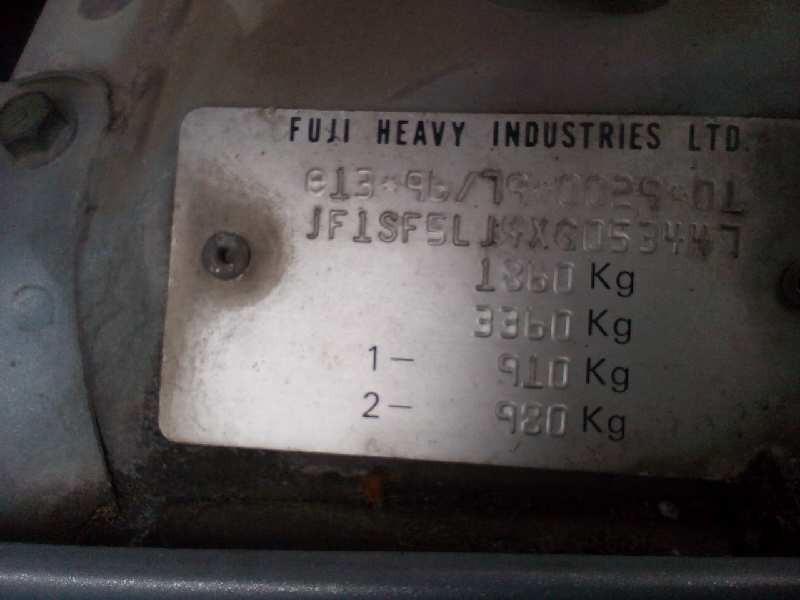 FUJI HEAVY INDUSTRIES LTD.
e13*96/79*0029*01
JF1SF5LJ9XG053447
1860 Kg
3360 Kg
1- 910 Kg
2- 980 Kg